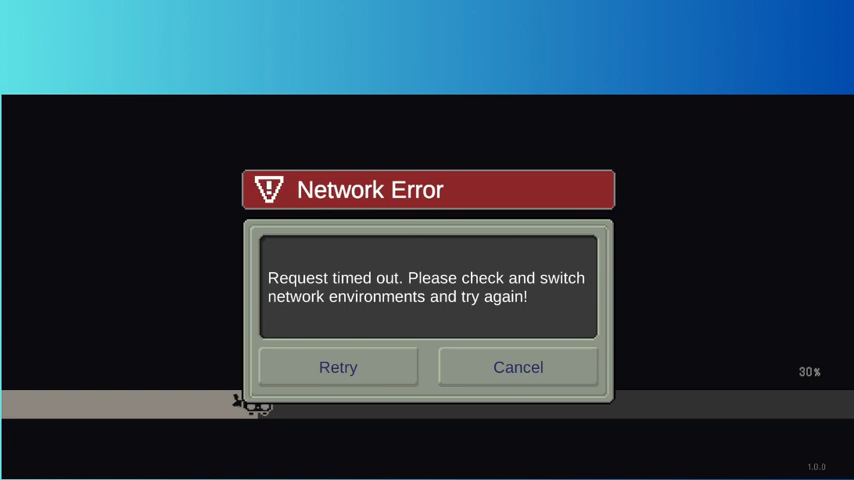 Network Error
Request timed out. Please check and switch
network environments and try again!
Retry Cancel
30%
1.0.0